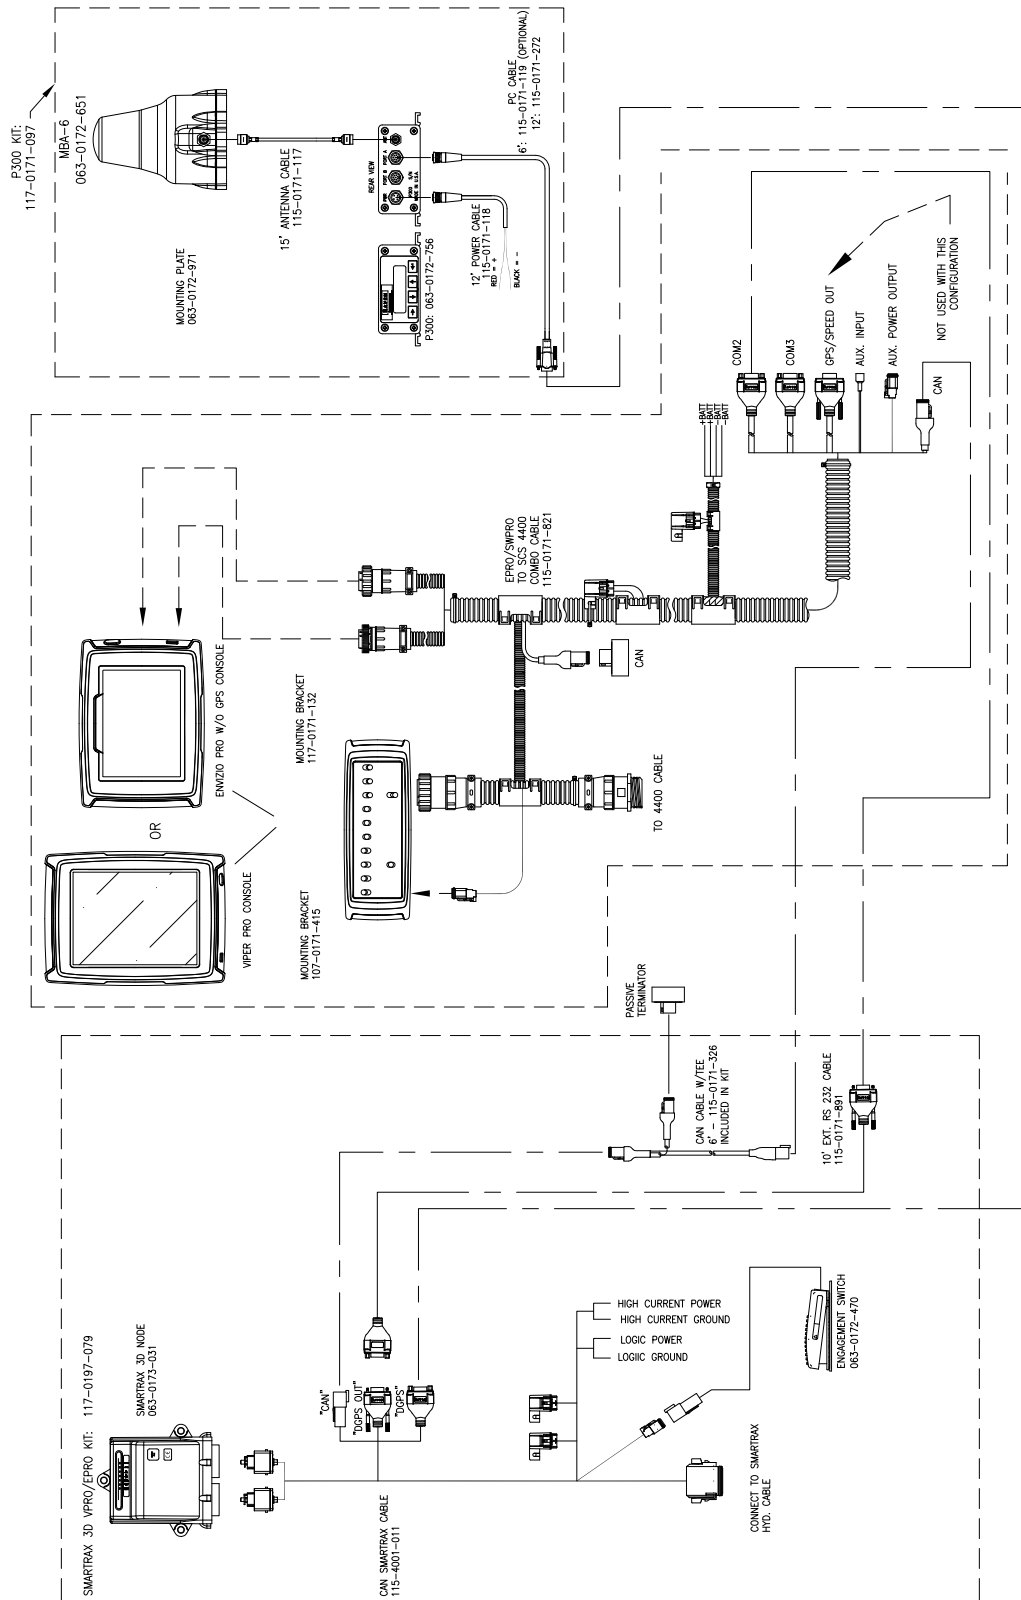 P300 KIT:
117-0171-097
MBA-6
063-0172-651
MOUNTING PLATE
063-0172-971
15' ANTENNA CABLE
115-0171-117
REAR VIEW
PWR
PORT B
PORT A
ANT
P300
S/N
MADE IN U.S.A.
P300: 063-0172-756
12' POWER CABLE
115-0171-118
RED = +
BLACK = -
PC CABLE
6': 115-0171-119 (OPTIONAL)
12': 115-0171-272
VIPER PRO CONSOLE
OR
ENVIZIO PRO W/O GPS CONSOLE
MOUNTING BRACKET
107-0171-415
MOUNTING BRACKET
117-0171-132
EPRO/SWPRO
TO SCS 4400
COMBO CABLE
115-0171-821
CAN
TO 4400 CABLE
+BATT
+BATT
-BATT
-BATT
COM2
COM3
GPS/SPEED OUT
AUX. INPUT
AUX. POWER OUTPUT
CAN
NOT USED WITH THIS
CONFIGURATION
SMARTRAX 3D VPRO/EPRO KIT: 117-0197-079
SMARTRAX 3D NODE
063-0173-031
CAN SMARTRAX CABLE
115-4001-011
"CAN"
"DGPS OUT"
"DGPS"
PASSIVE
TERMINATOR
CAN CABLE W/TEE
6' - 115-0171-326
INCLUDED IN KIT
10' EXT. RS 232 CABLE
115-0171-891
HIGH CURRENT POWER
HIGH CURRENT GROUND
LOGIC POWER
LOGIIC GROUND
ENGAGEMENT SWITCH
063-0172-470
CONNECT TO SMARTRAX
HYD. CABLE